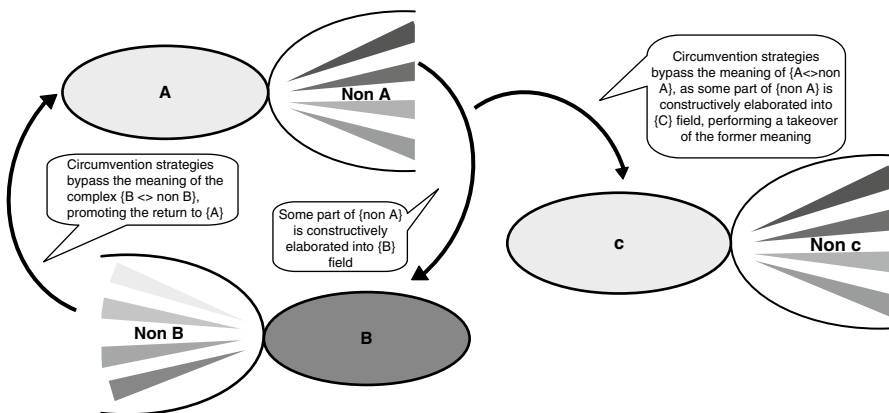 A
Non A
Circumvention strategies
bypass the meaning of {A<>non
A}, as some part of {non A} is
constructively elaborated into
{C} field, performing a takeover
of the former meaning
Circumvention strategies
bypass the meaning of the
complex {B <> non B},
promoting the return to {A}
Some part of {non A}
is constructively
elaborated into {B}
field
c
Non c
Non B
B